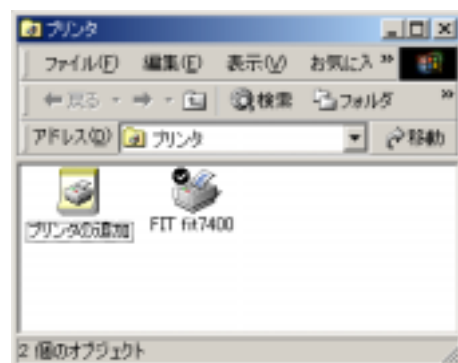 プリンタ
ファイル(F) 編集(E) 表示(V) お気に入 »
戻る 検索 フォルダ »
アドレス(D) プリンタ 移動
プリンタの追加 FIT fit7400
2 個のオブジェクト